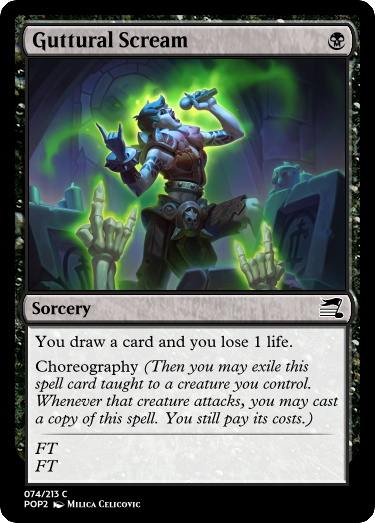 Guttural Scream
Sorcery
You draw a card and you lose 1 life.
Choreography (Then you may exile this
spell card taught to a creature you control.
Whenever that creature attacks, you may cast
a copy of this spell. You still pay its costs.)
FT
FT
074/213 C
POP2 Milica Celicovic